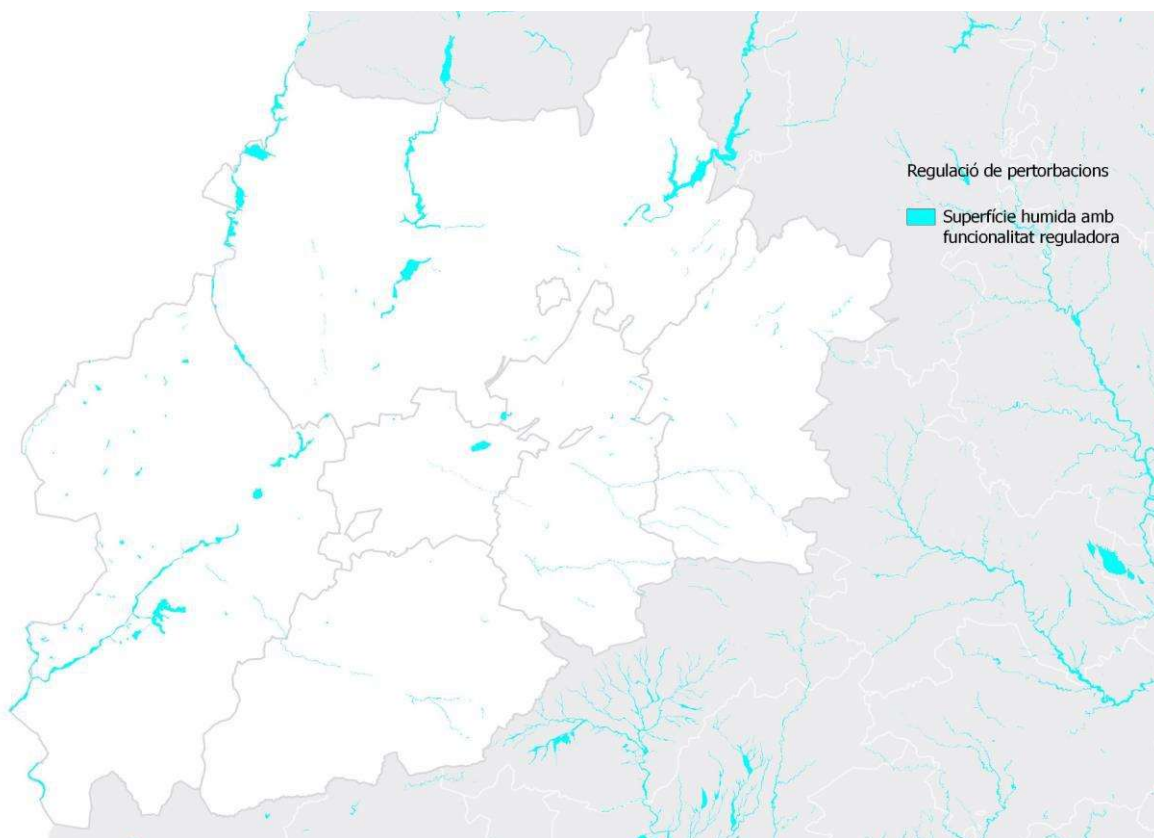 Regulació de pertorbacions
Superfície humida amb
funcionalitat reguladora